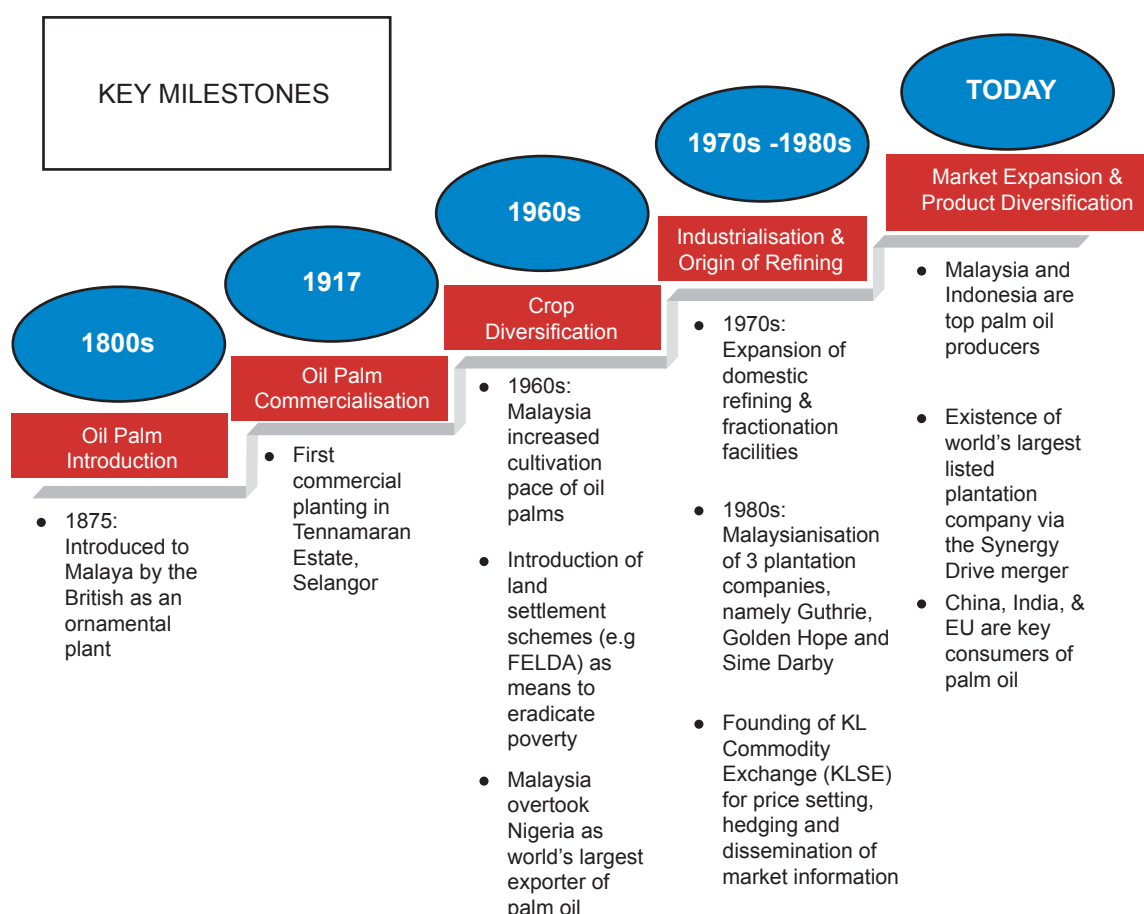 KEY MILESTONES
1800s
Oil Palm
Introduction
● 1875:
Introduced to
Malaya by the
British as an
ornamental
plant
1917
Oil Palm
Commercialisation
● First
commercial
planting in
Tennamaran
Estate,
Selangor
1960s
Crop
Diversification
● 1960s:
Malaysia
increased
cultivation
pace of oil
palms
● Introduction of
land
settlement
schemes (e.g
FELDA) as
means to
eradicate
poverty
● Malaysia
overtook
Nigeria as
world’s largest
exporter of
palm oil
1970s -1980s
Industrialisation &
Origin of Refining
● 1970s:
Expansion of
domestic
refining &
fractionation
facilities
● 1980s:
Malaysianisation
of 3 plantation
companies,
namely Guthrie,
Golden Hope and
Sime Darby
● Founding of KL
Commodity
Exchange (KLSE)
for price setting,
hedging and
dissemination of
market information
TODAY
Market Expansion &
Product Diversification
● Malaysia and
Indonesia are
top palm oil
producers
● Existence of
world’s largest
listed
plantation
company via
the Synergy
Drive merger
● China, India, &
EU are key
consumers of
palm oil